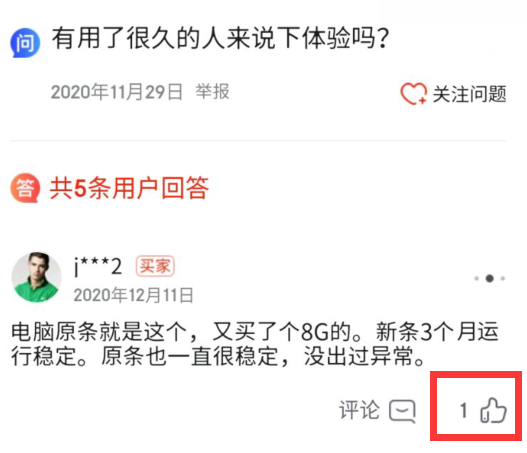 问 有用了很久的人来说下体验吗？
2020年11月29日 举报 关注问题
答 共5条用户回答
j***2 买家
2020年12月11日
电脑原条就是这个，又买了个8G的。新条3个月运
行稳定。原条也一直很稳定，没出过异常。
评论 1